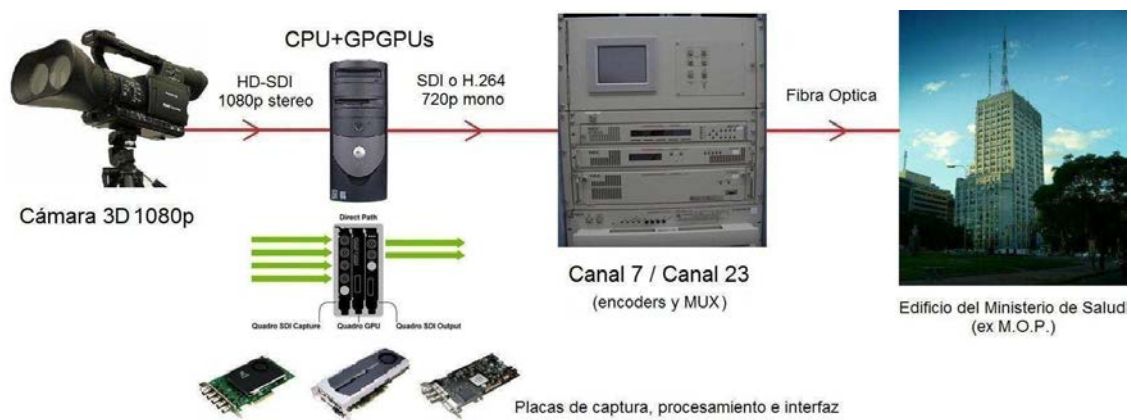 CPU+GPGPUs
HD-SDI
1080p stereo
SDI o H.264
720p mono
Fibra Optica
Cámara 3D 1080p
Direct Path
Quadro SDI Capture
Quadro GPU
Quadro SDI Output
Canal 7 / Canal 23
(encoders y MUX)
Edificio del Ministerio de Salud
(ex M.O.P.)
Placas de captura, procesamiento e interfaz